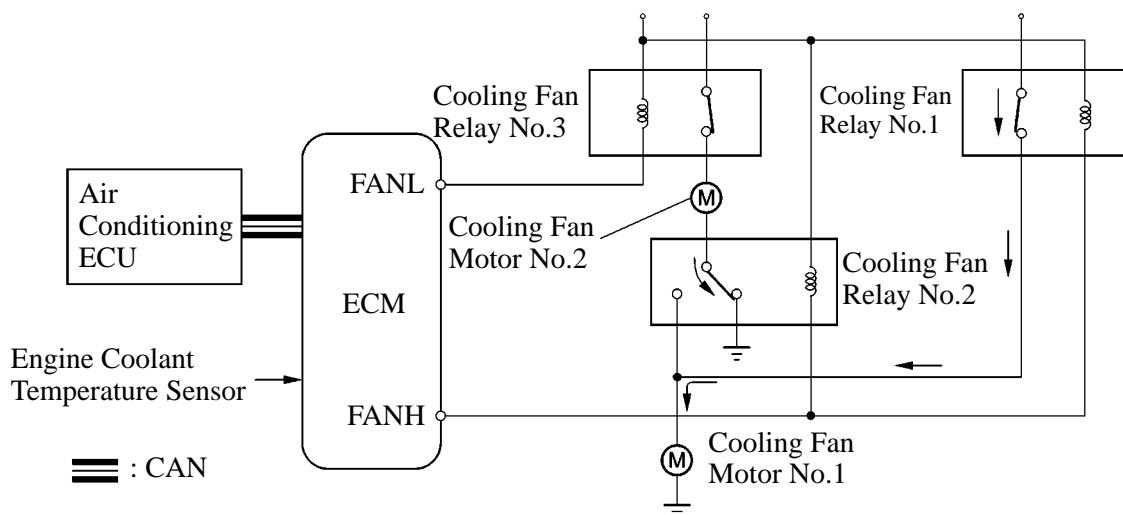 Cooling Fan
Relay No.3
Cooling Fan
Relay No.1
FANL
Air
Conditioning
ECU
M
Cooling Fan
Motor No.2
Cooling Fan
Relay No.2
ECM
Engine Coolant
Temperature Sensor
FANH
Cooling Fan
Motor No.1
M
: CAN